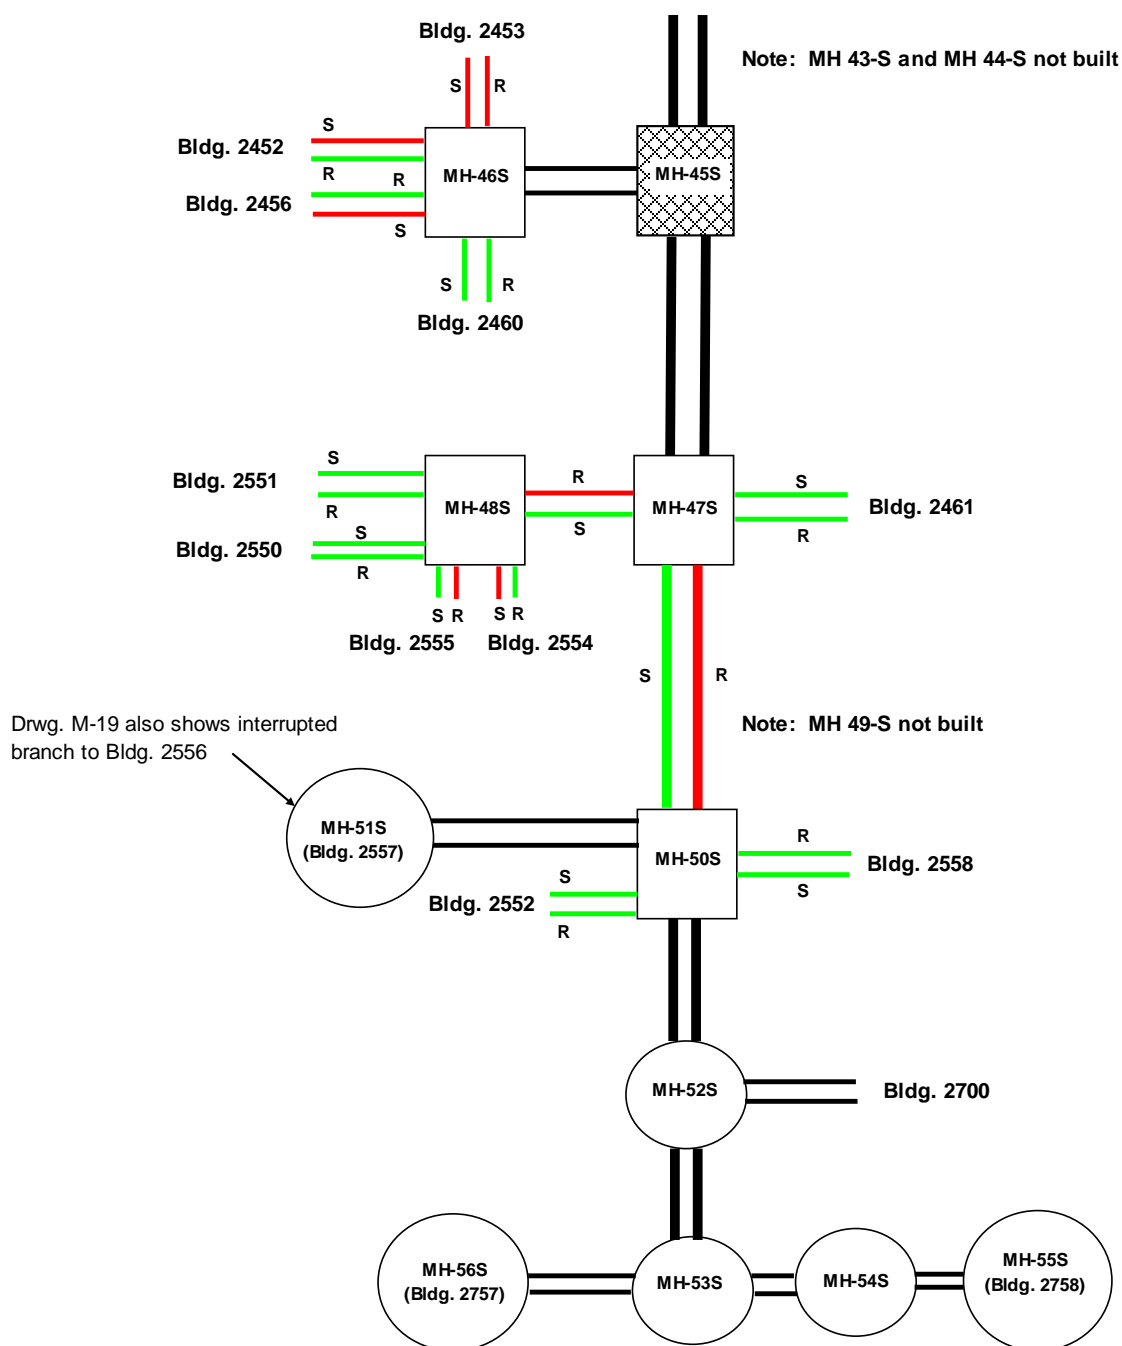 Bldg. 2453
Note: MH 43-S and MH 44-S not built
S
R
S
Bldg. 2452
MH-46S
MH-45S
R
R
Bldg. 2456
S
S
R
Bldg. 2460
S
Bldg. 2551
R
S
R
MH-48S
MH-47S
Bldg. 2461
R
S
S
R
Bldg. 2550
R
S R
S R
Bldg. 2555
Bldg. 2554
S
R
Drwg. M-19 also shows interrupted
branch to Bldg. 2556
Note: MH 49-S not built
MH-51S
(Bldg. 2557)
R
MH-50S
Bldg. 2558
S
S
Bldg. 2552
R
MH-52S
Bldg. 2700
MH-56S
(Bldg. 2757)
MH-53S
MH-54S
MH-55S
(Bldg. 2758)